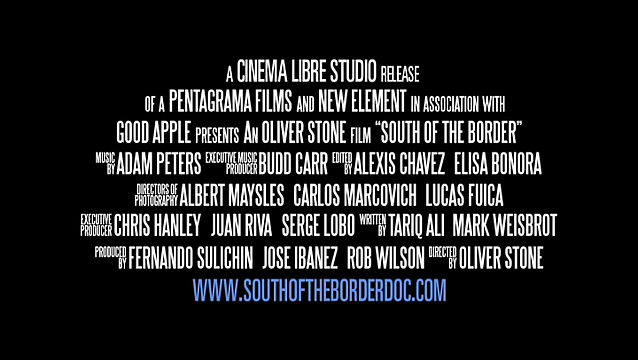 A CINEMA LIBRE STUDIO RELEASE
OF A PENTAGRAMA FILMS AND NEW ELEMENT IN ASSOCIATION WITH
GOOD APPLE PRESENTS AN OLIVER STONE FILM "SOUTH OF THE BORDER"
MUSIC BY ADAM PETERS EXECUTIVE MUSIC PRODUCER BUDD CARR EDITED BY ALEXIS CHAVEZ ELISA BONORA
DIRECTORS OF PHOTOGRAPHY ALBERT MAYSLES CARLOS MARCOVICH LUCAS FUICA
EXECUTIVE PRODUCER CHRIS HANLEY JUAN RIVA SERGE LOBO WRITTEN BY TARIQ ALI MARK WEISBROT
PRODUCED BY FERNANDO SULICHIN JOSE IBANEZ ROB WILSON DIRECTED BY OLIVER STONE
WWW.SOUTHOFTHEBORDERDOC.COM